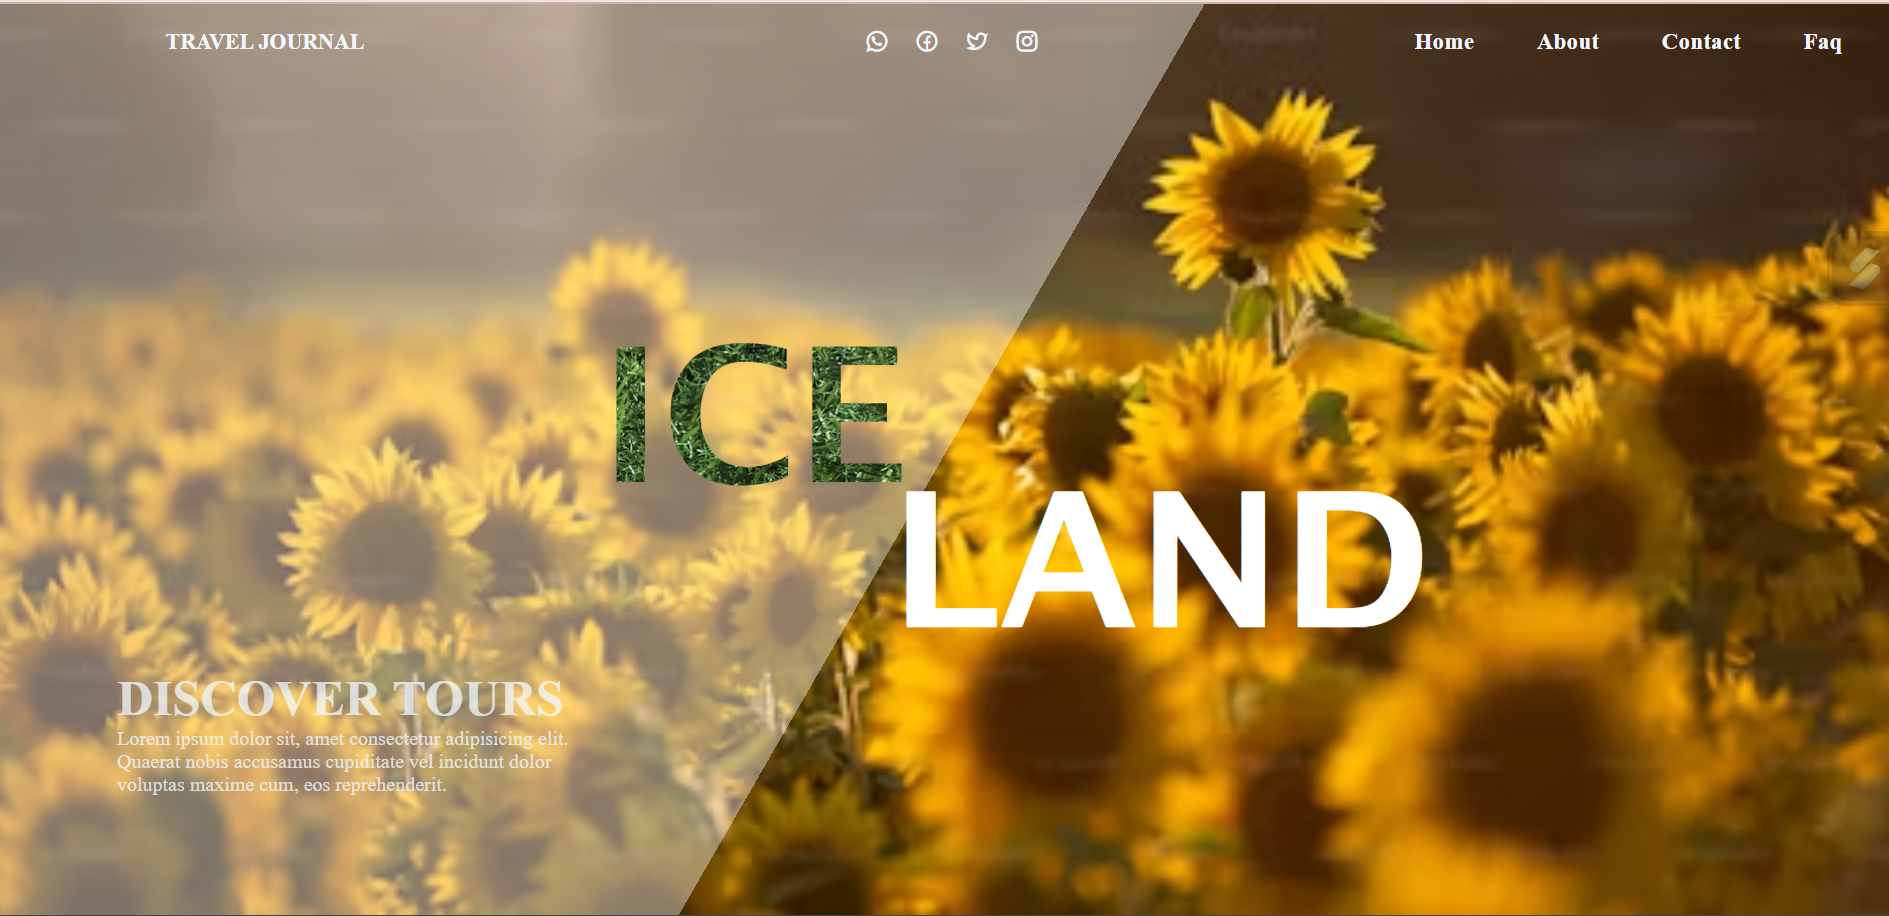 TRAVEL JOURNAL
Home About Contact Faq
ICE
LAND
DISCOVER TOURS
Lorem ipsum dolor sit, amet consectetur adipisicing elit.
Quaerat nobis accusamus cupiditate vel incidunt dolor
voluptas maxime cum, eos reprehenderit.